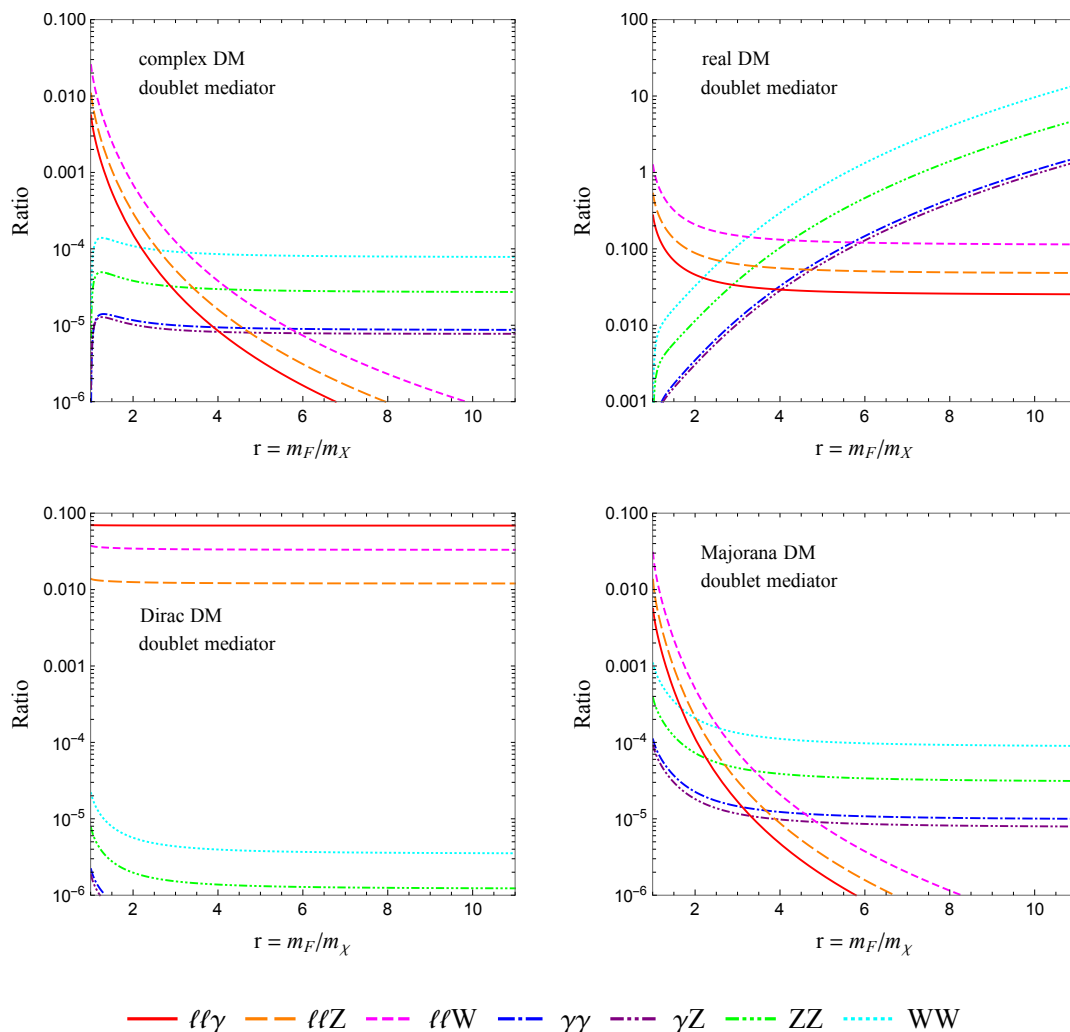 0.100
0.010
0.001
10⁻⁴
10⁻⁵
10⁻⁶
Ratio
complex DM
doublet mediator
2 4 6 8 10
r = m_F/m_X
100
10
1
0.100
0.010
0.001
Ratio
real DM
doublet mediator
2 4 6 8 10
r = m_F/m_X
0.100
0.010
0.001
10⁻⁴
10⁻⁵
10⁻⁶
Ratio
Dirac DM
doublet mediator
2 4 6 8 10
r = m_F/m_χ
0.100
0.010
0.001
10⁻⁴
10⁻⁵
10⁻⁶
Ratio
Majorana DM
doublet mediator
2 4 6 8 10
r = m_F/m_χ
ℓℓγ ℓℓZ ℓℓW γγ γZ ZZ WW